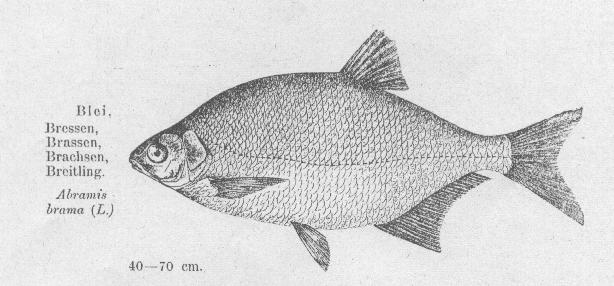 Blei,
Bressen,
Brassen,
Brachsen,
Breitling.
Abramis
brama (L.)
40—70 cm.